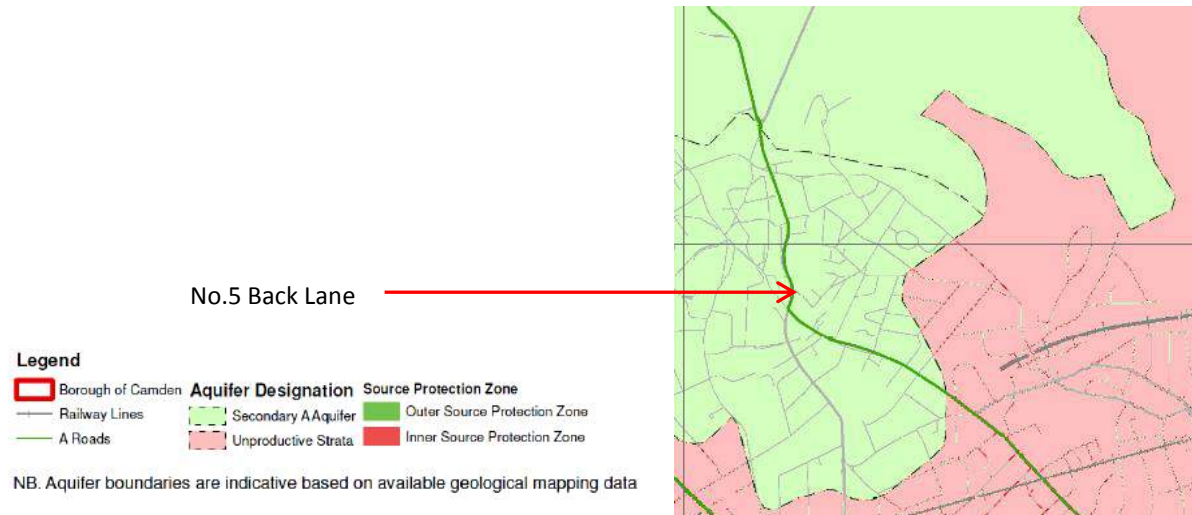 No.5 Back Lane
Legend
Borough of Camden
Railway Lines
A Roads
Aquifer Designation
Secondary A Aquifer
Unproductive Strata
Source Protection Zone
Outer Source Protection Zone
Inner Source Protection Zone
NB. Aquifer boundaries are indicative based on available geological mapping data